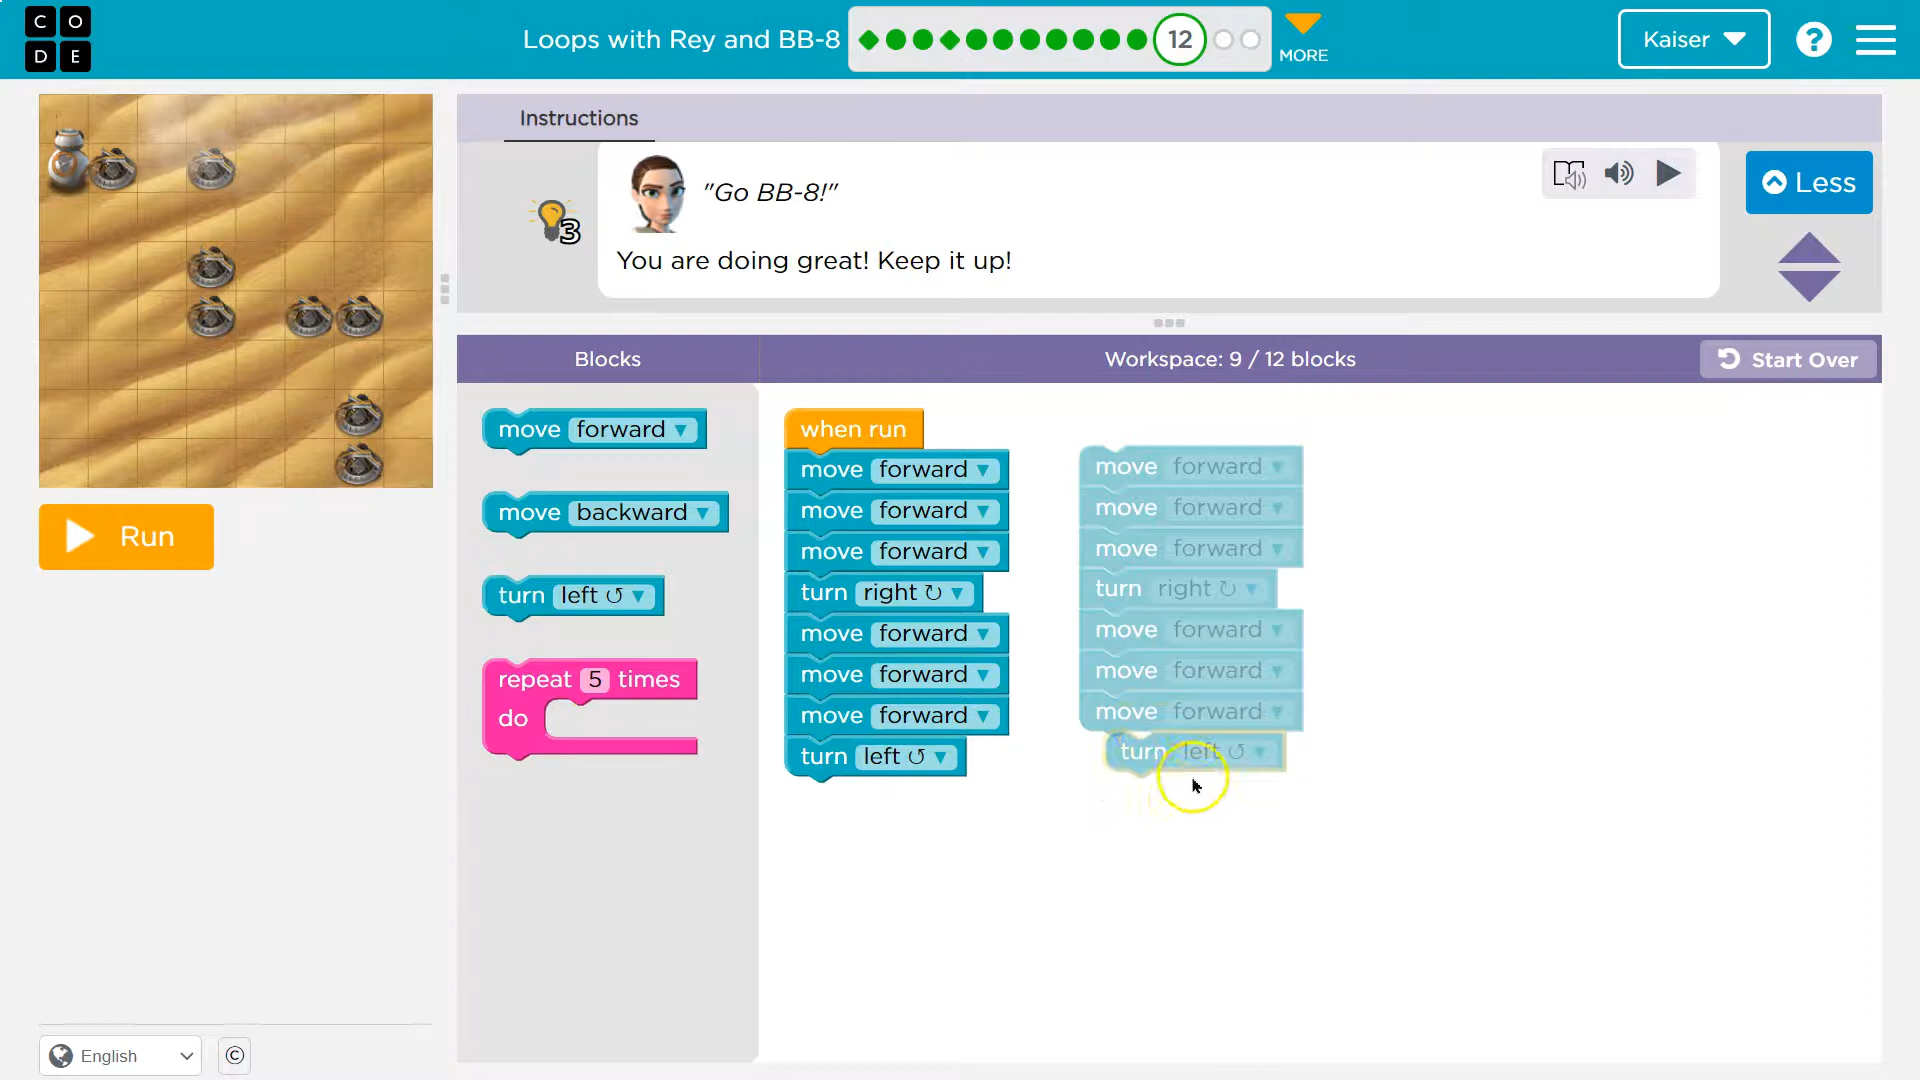 C O
D E
Loops with Rey and BB-8
12
MORE
Kaiser
?
Instructions
3
"Go BB-8!"
You are doing great! Keep it up!
Less
Blocks
Workspace: 9 / 12 blocks
Start Over
Run
move forward ▼
move backward ▼
turn left ↺ ▼
repeat 5 times
do
when run
move forward ▼
move forward ▼
move forward ▼
turn right ↻ ▼
move forward ▼
move forward ▼
move forward ▼
turn left ↺ ▼
move forward ▼
move forward ▼
move forward ▼
turn right ↻ ▼
move forward ▼
move forward ▼
move forward ▼
turn left ↺ ▼
English
©